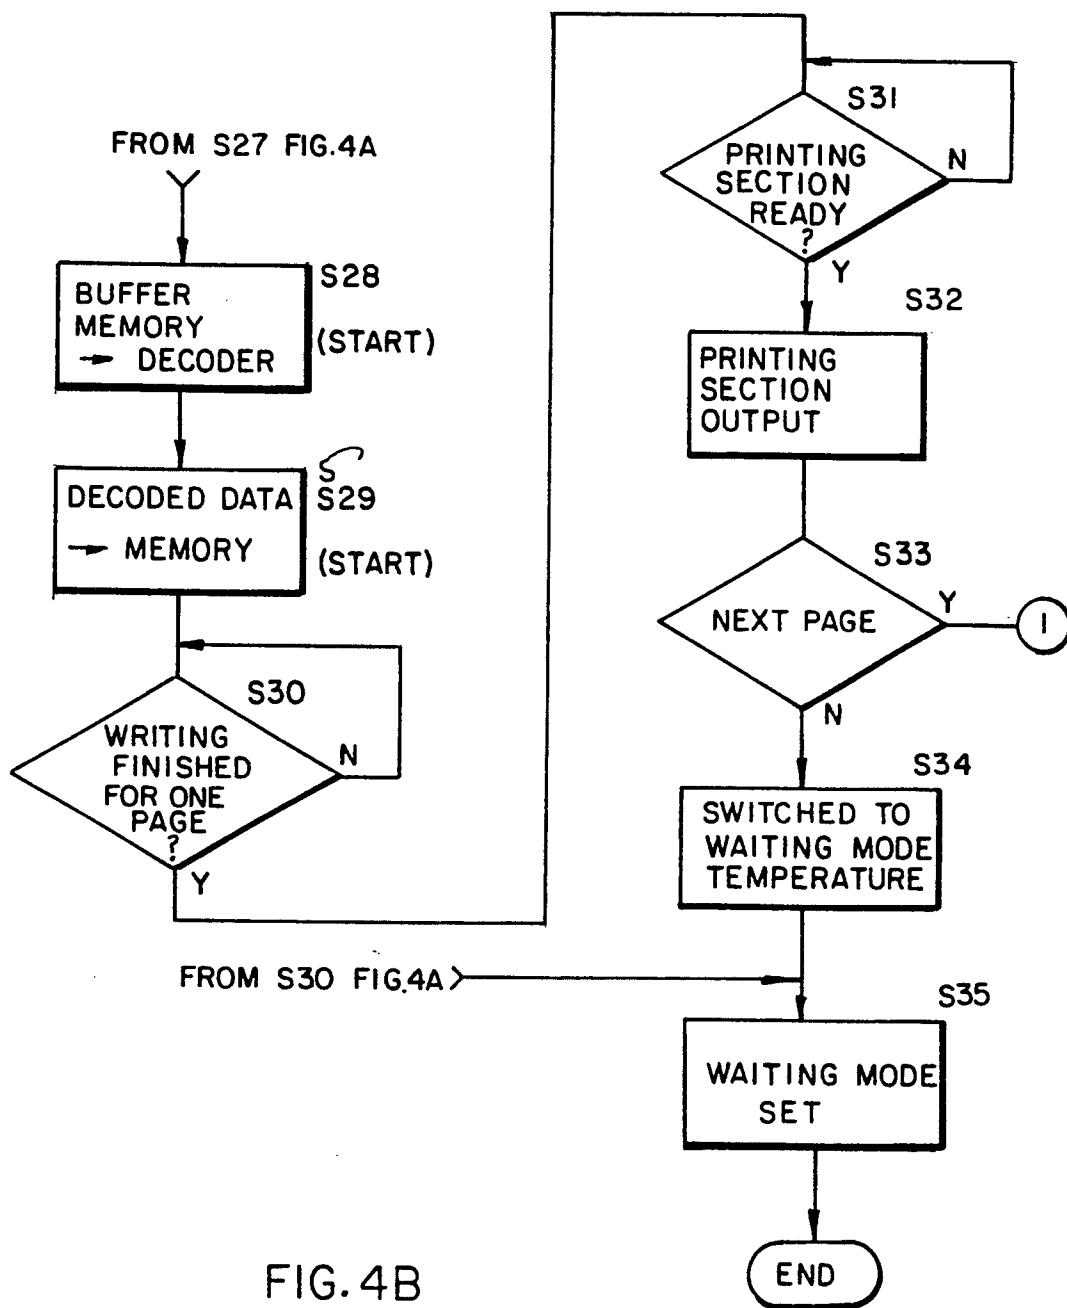 FROM S27 FIG.4A
S28
BUFFER
MEMORY
→ DECODER
(START)
S
S29
DECODED DATA
→ MEMORY
(START)
S30
WRITING
FINISHED
FOR ONE
PAGE
?
N
Y
S31
PRINTING
SECTION
READY
?
N
Y
S32
PRINTING
SECTION
OUTPUT
S33
NEXT PAGE
Y
1
N
S34
SWITCHED TO
WAITING MODE
TEMPERATURE
FROM S30 FIG.4A
S35
WAITING MODE
SET
END
FIG.4B